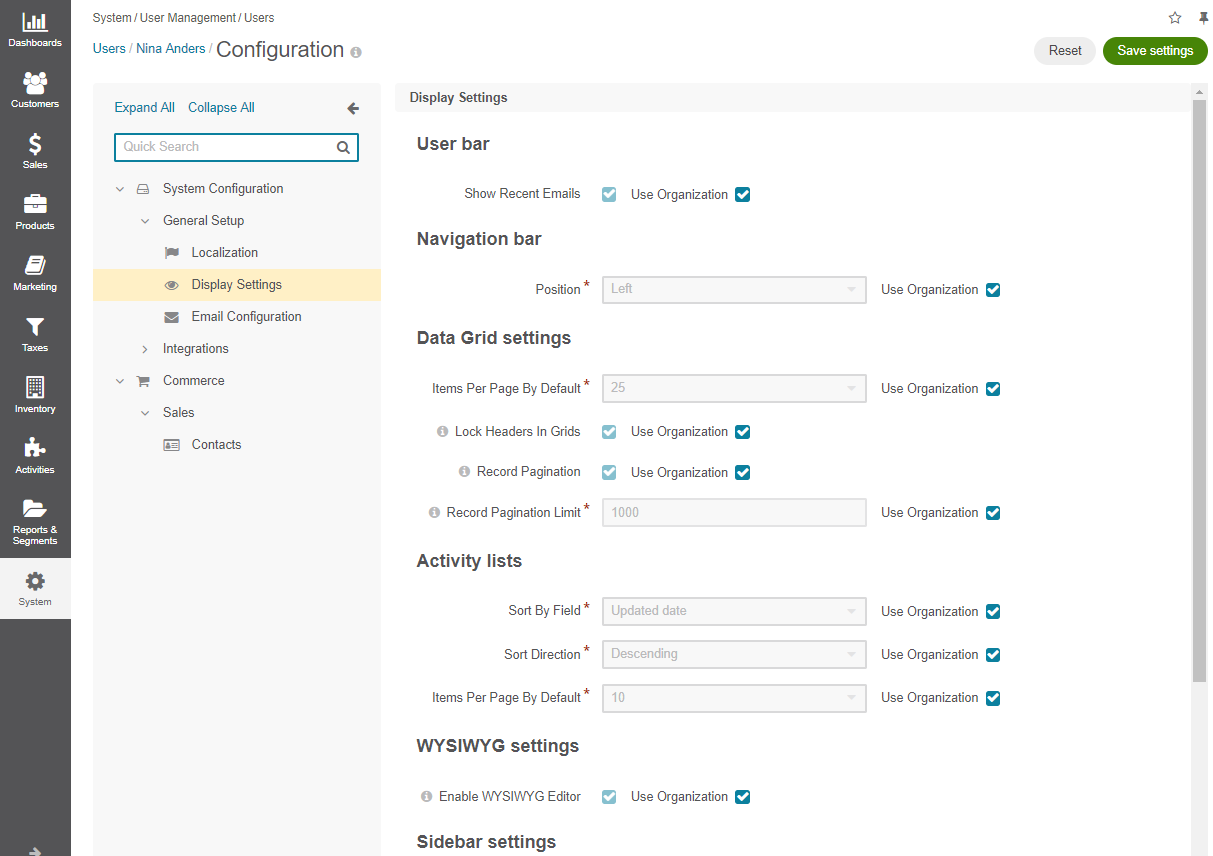 Dashboards
Customers
Sales
Products
Marketing
Taxes
Inventory
Activities
Reports &
Segments
System
System / User Management / Users
Users / Nina Anders / Configuration
Reset
Save settings
Expand All Collapse All
Quick Search
System Configuration
General Setup
Localization
Display Settings
Email Configuration
Integrations
Commerce
Sales
Contacts
Display Settings
User bar
Show Recent Emails Use Organization
Navigation bar
Position * Left Use Organization
Data Grid settings
Items Per Page By Default * 25 Use Organization
Lock Headers In Grids Use Organization
Record Pagination Use Organization
Record Pagination Limit * 1000 Use Organization
Activity lists
Sort By Field * Updated date Use Organization
Sort Direction * Descending Use Organization
Items Per Page By Default * 10 Use Organization
WYSIWYG settings
Enable WYSIWYG Editor Use Organization
Sidebar settings